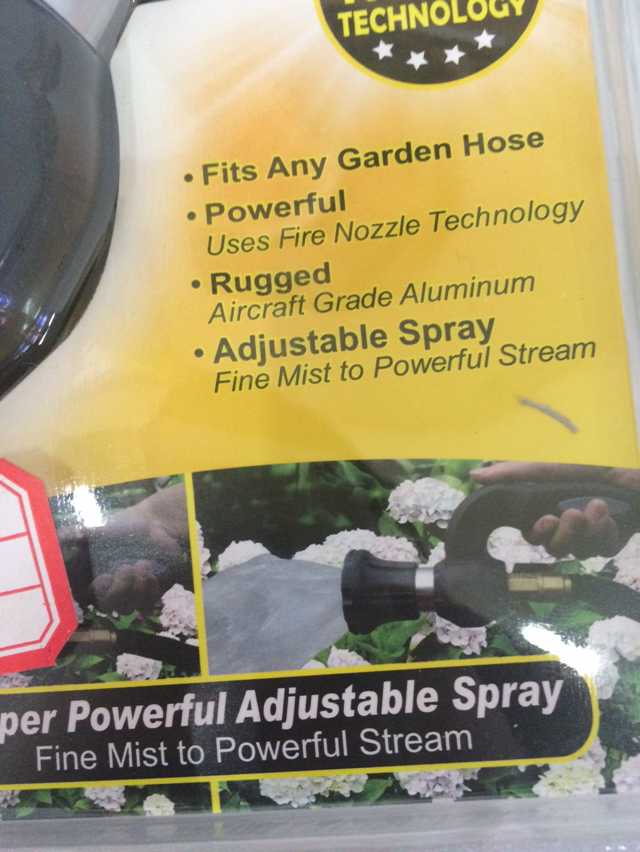 TECHNOLOGY
• Fits Any Garden Hose
• Powerful
Uses Fire Nozzle Technology
• Rugged
Aircraft Grade Aluminum
• Adjustable Spray
Fine Mist to Powerful Stream
Powerful Adjustable Spray
Fine Mist to Powerful Stream